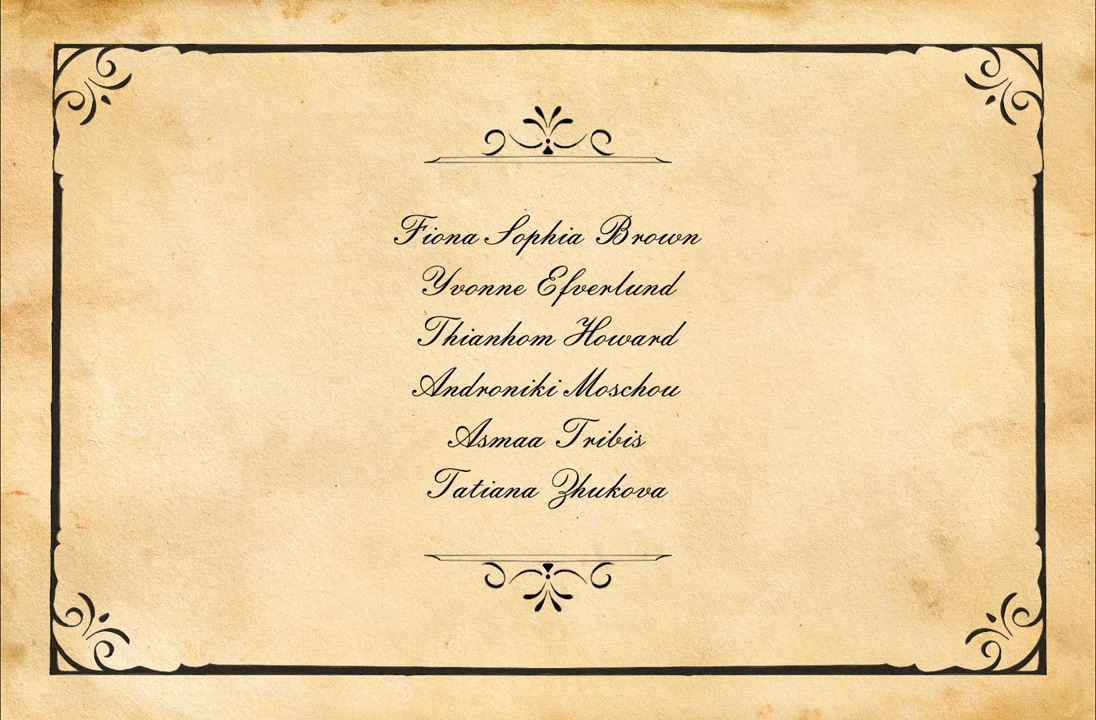 Fiona Sophia Brown
Yvonne Efverlund
Thianhom Howard
Androniki Moschou
Asmaa Tribis
Tatiana Zhukova